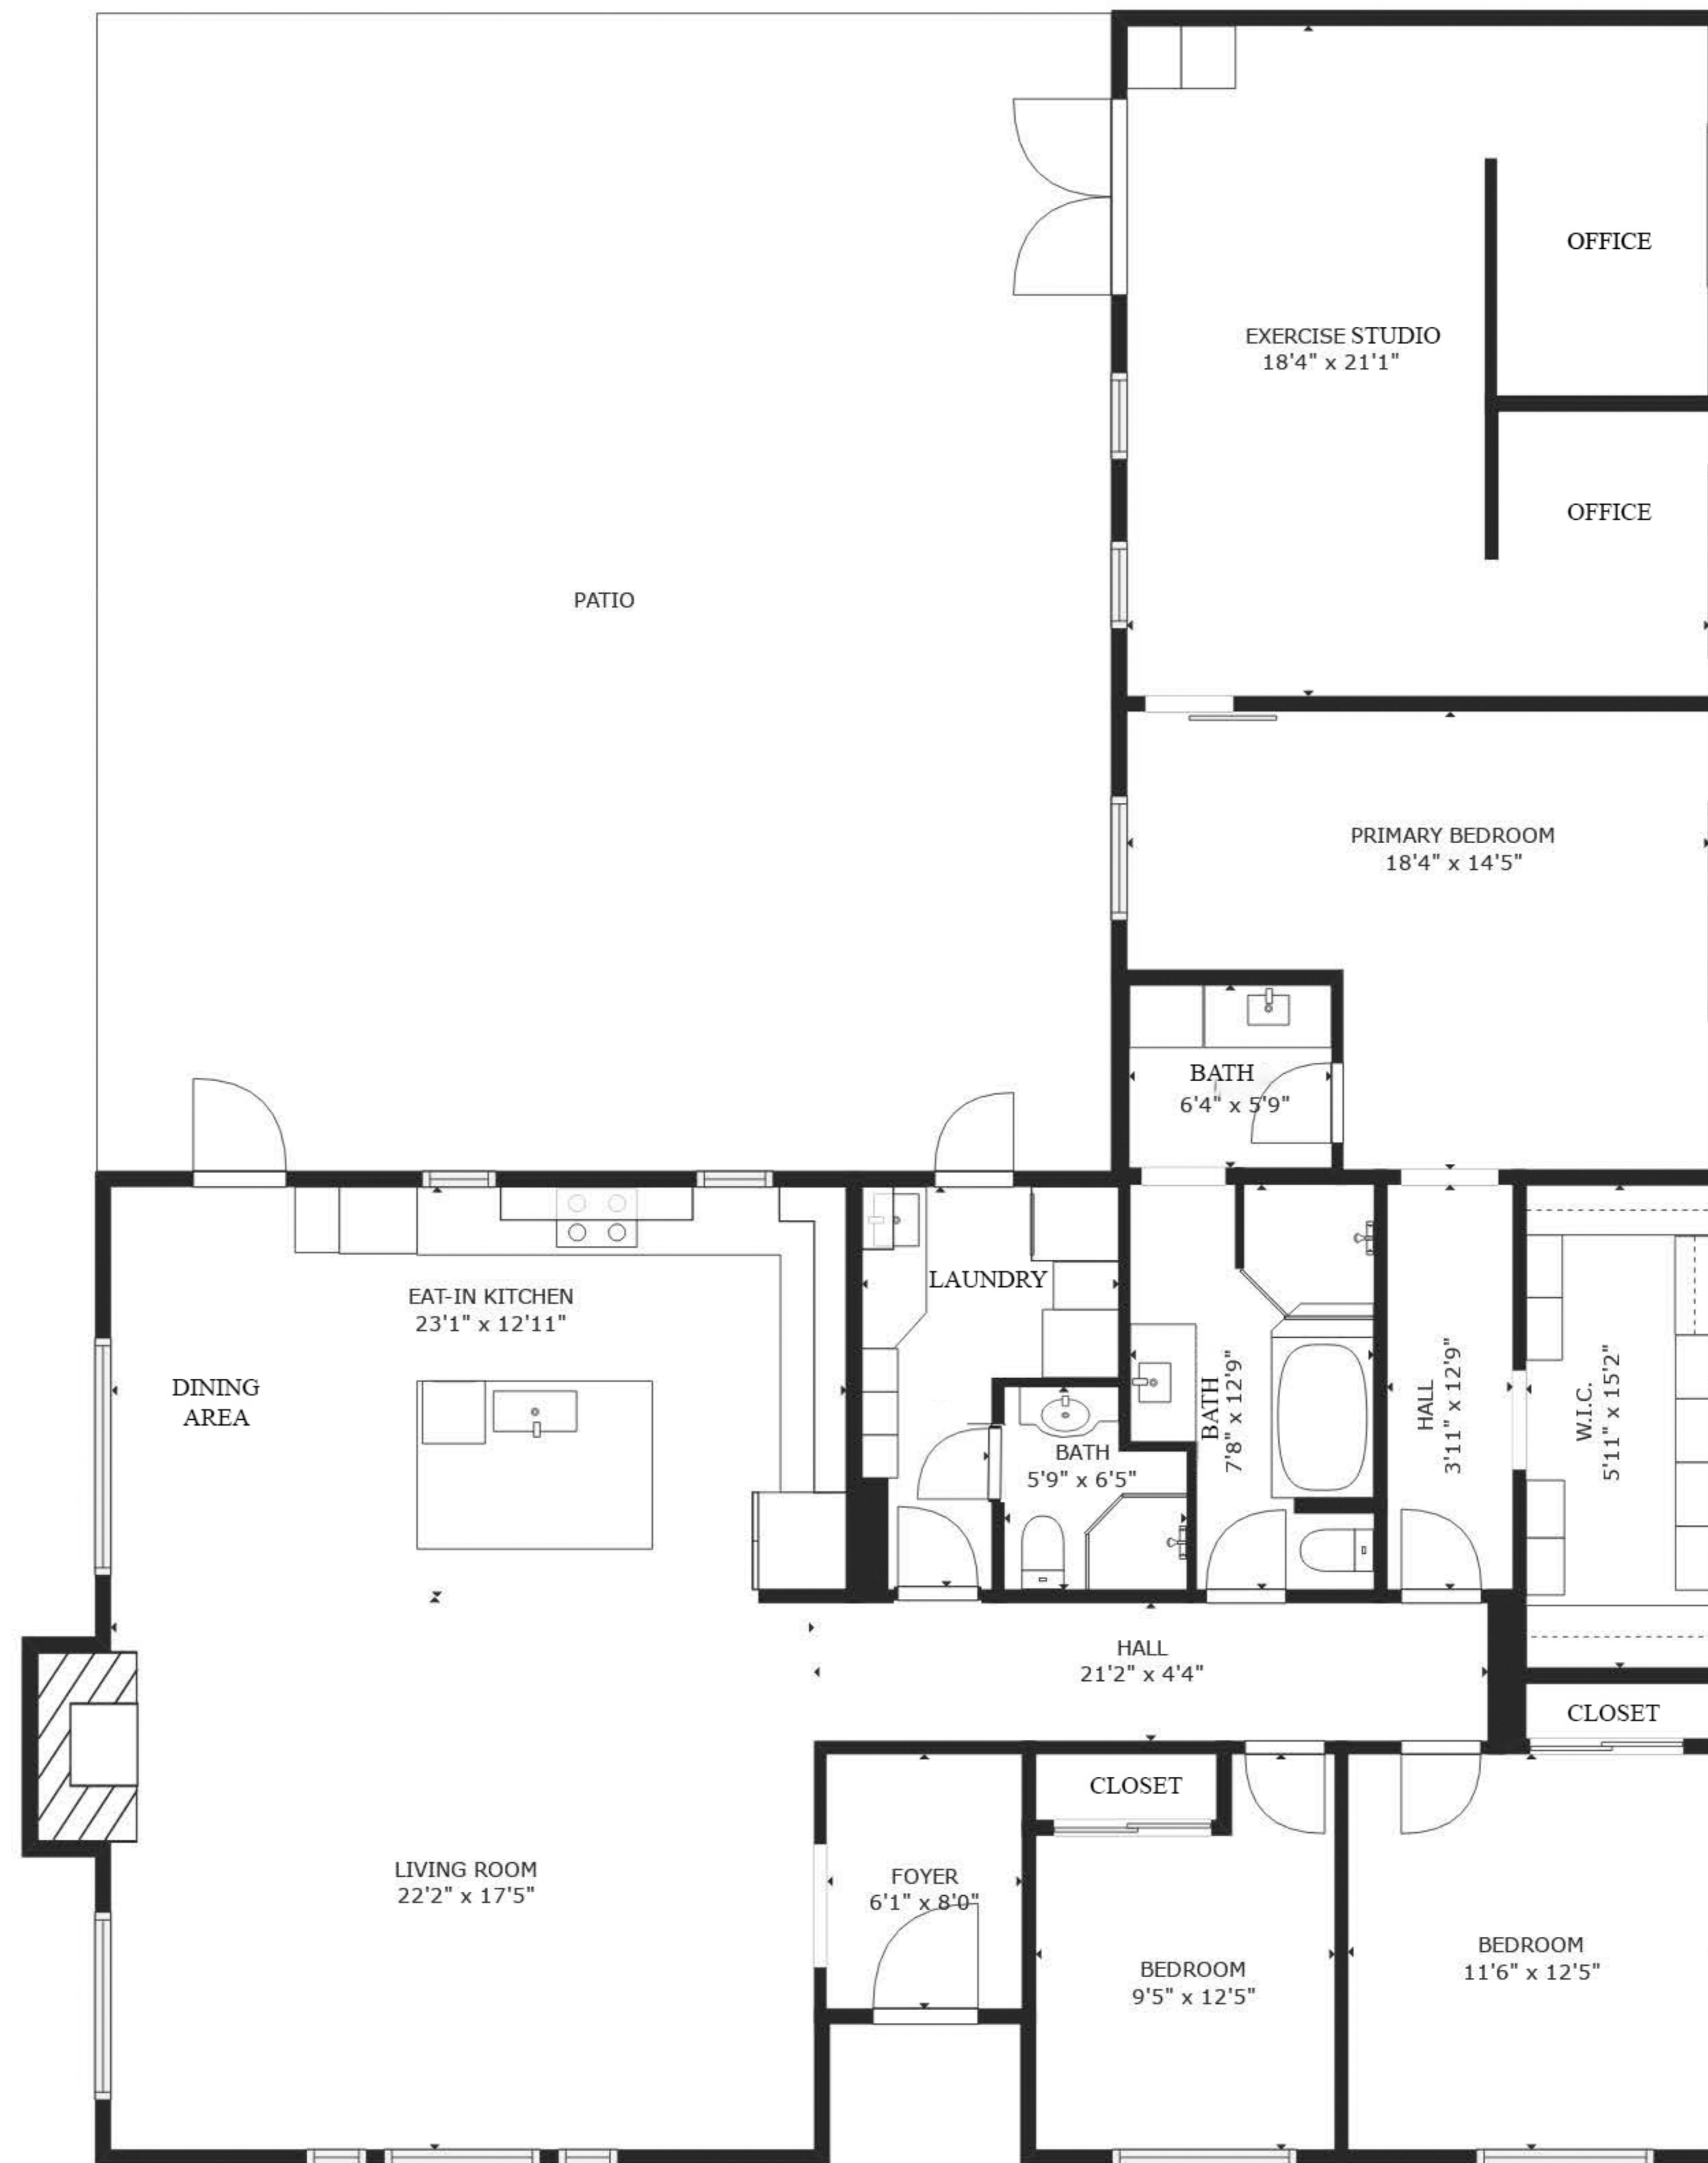 OFFICE
EXERCISE STUDIO
18'4" x 21'1"
OFFICE
PATIO
PRIMARY BEDROOM
18'4" x 14'5"
BATH
6'4" x 5'9"
EAT-IN KITCHEN
23'1" x 12'11"
DINING
AREA
LAUNDRY
BATH
5'9" x 6'5"
BATH
7'8" x 12'9"
HALL
3'11" x 12'9"
W.I.C.
5'11" x 15'2"
HALL
21'2" x 4'4"
CLOSET
CLOSET
LIVING ROOM
22'2" x 17'5"
FOYER
6'1" x 8'0"
BEDROOM
9'5" x 12'5"
BEDROOM
11'6" x 12'5"